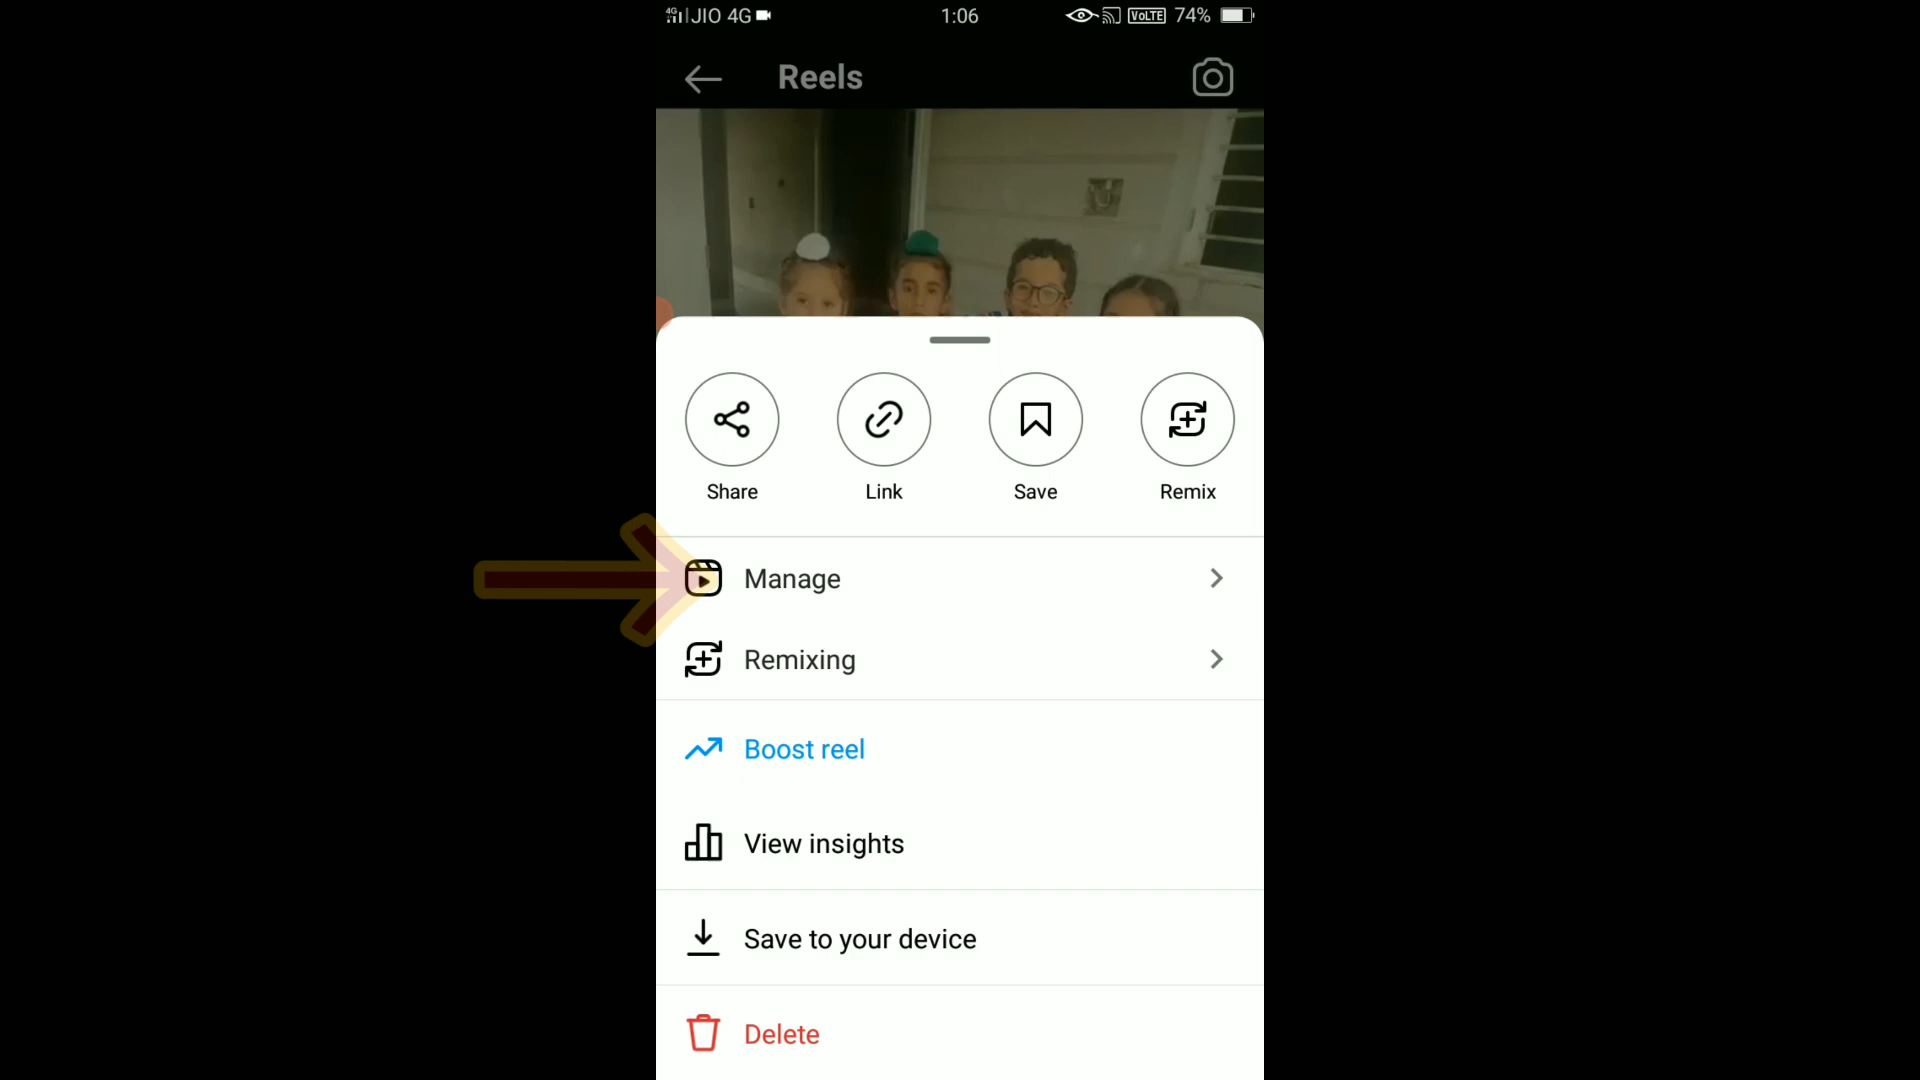 4G JIO 4G 1:06 VoLTE 74%
Reels
Share Link Save Remix
Manage
Remixing
Boost reel
View insights
Save to your device
Delete